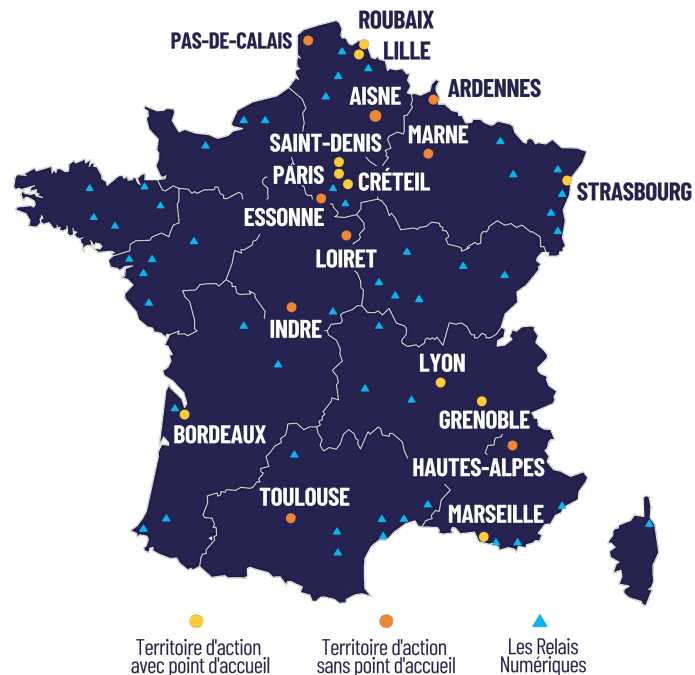 ROUBAIX
PAS-DE-CALAIS
LILLE
ARDENNES
AISNE
MARNE
SAINT-DENIS
PARIS
CRÉTEIL
STRASBOURG
ESSONNE
LOIRET
INDRE
LYON
GRENOBLE
BORDEAUX
HAUTES-ALPES
TOULOUSE
MARSEILLE
Territoire d'action
avec point d'accueil
Territoire d'action
sans point d'accueil
Les Relais
Numériques